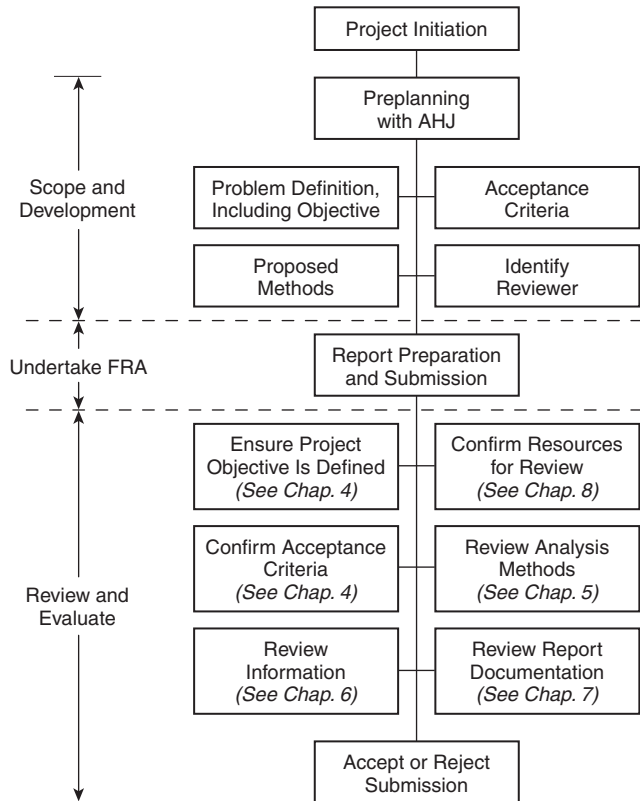 Project Initiation
Preplanning
with AHJ
Scope and
Development
Problem Definition,
Including Objective
Acceptance
Criteria
Proposed
Methods
Identify
Reviewer
Undertake FRA
Report Preparation
and Submission
Ensure Project
Objective Is Defined
(See Chap. 4)
Confirm Resources
for Review
(See Chap. 8)
Review and
Evaluate
Confirm Acceptance
Criteria
(See Chap. 4)
Review Analysis
Methods
(See Chap. 5)
Review
Information
(See Chap. 6)
Review Report
Documentation
(See Chap. 7)
Accept or Reject
Submission